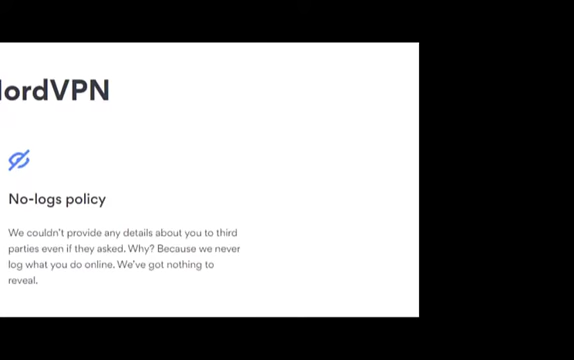 lordVPN
No-logs policy
We couldn't provide any details about you to third
parties even if they asked. Why? Because we never
log what you do online. We've got nothing to
reveal.